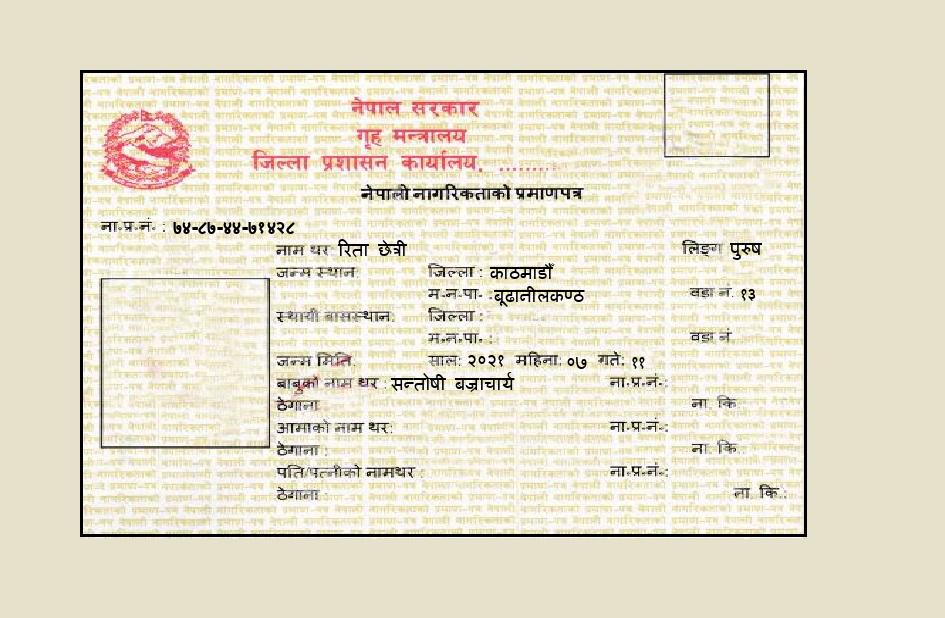 नेपाल सरकार
गृह मन्त्रालय
जिल्ला प्रशासन कार्यालय, .........
नेपाली नागरिकताको प्रमाणपत्र
ना.प्र.नं. : ७४-८७-४४-७१४२८
नाम थर: रिता छेत्री लिङ्ग पुरुष
जन्म स्थान: जिल्ला : काठमाडौँ
म.न.पा. :बूढानीलकण्ठ वडा नं. १३
स्थायी बासस्थान: जिल्ला :
म.न.पा. : वडा नं
जन्म मिति: साल: २०२१ महिना: ०७ गते: ११
बाबुको नाम थर : सन्तोषी बज्राचार्य ना.प्र.नं.:
ठेगाना ना. कि.:
आमाको नाम थर: ना.प्र.नं.:
ठेगाना : ना. कि.:
पति/पत्नीको नामथर : ना.प्र.नं.:
ठेगाना : ना. कि.: